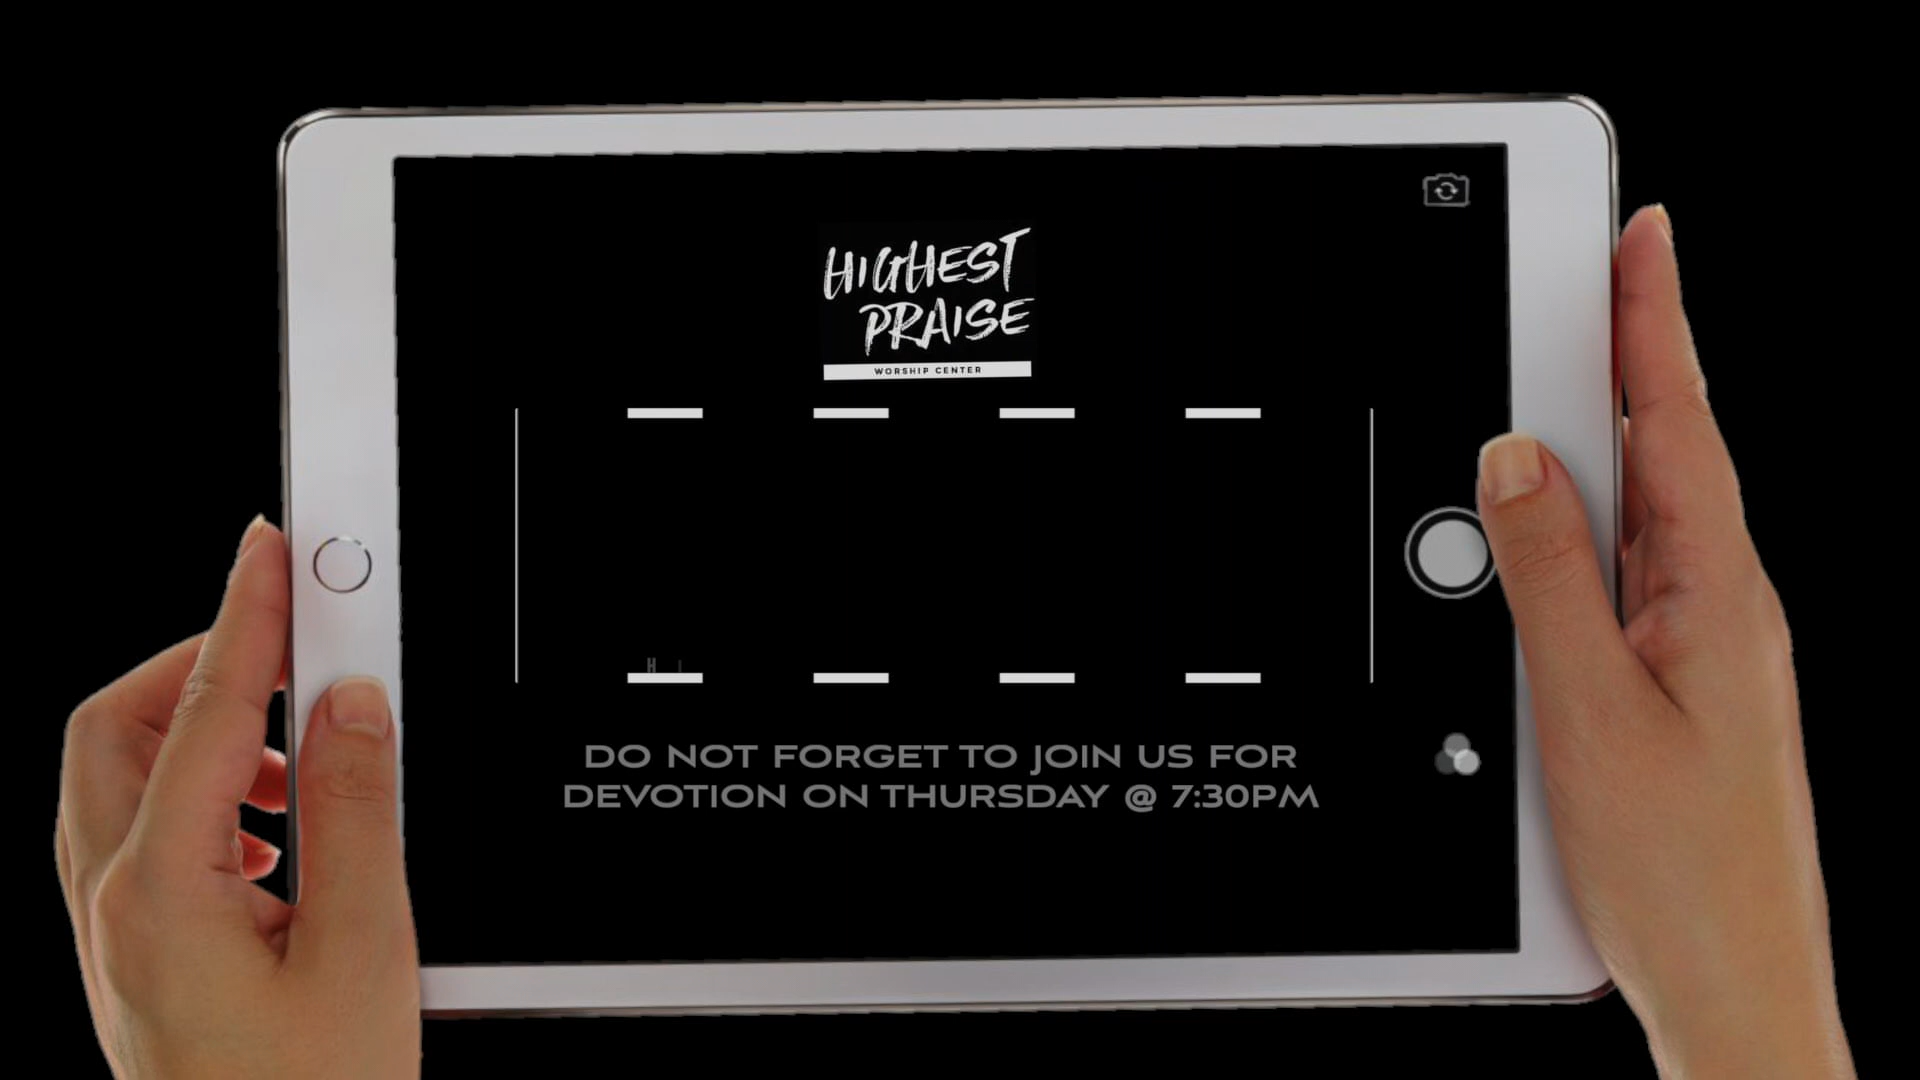 HIGHEST
PRAISE
WORSHIP CENTER
H
DO NOT FORGET TO JOIN US FOR
DEVOTION ON THURSDAY @ 7:30PM